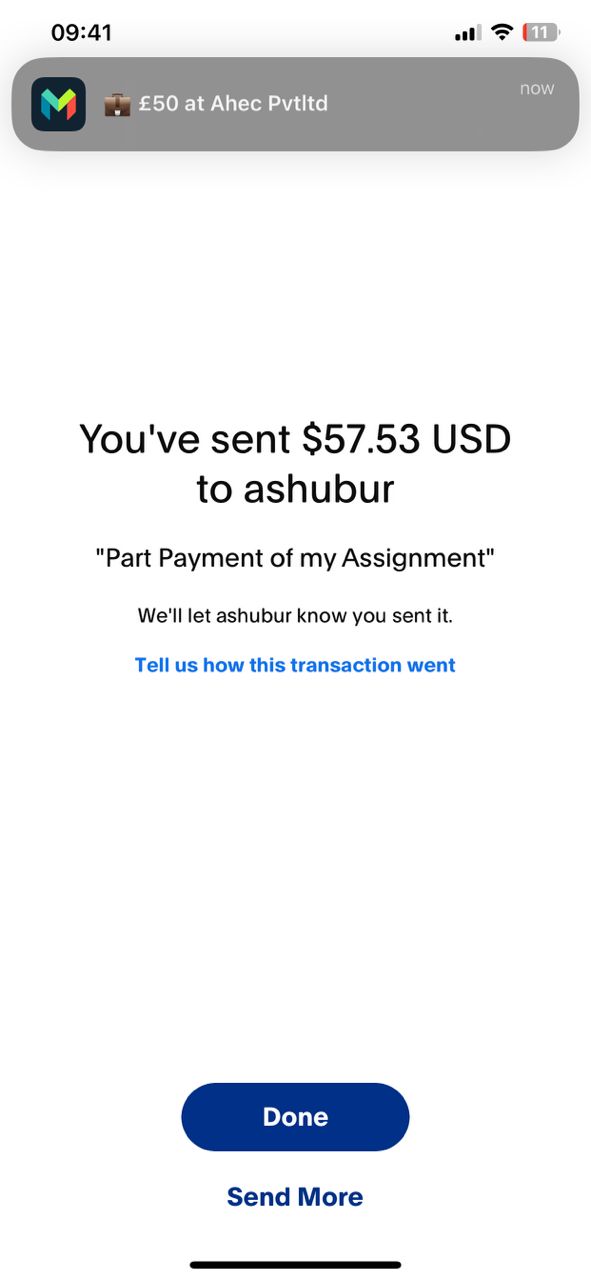 09:41
11
now
£50 at Ahec Pvtltd
You've sent $57.53 USD
to ashubur
"Part Payment of my Assignment"
We'll let ashubur know you sent it.
Tell us how this transaction went
Done
Send More